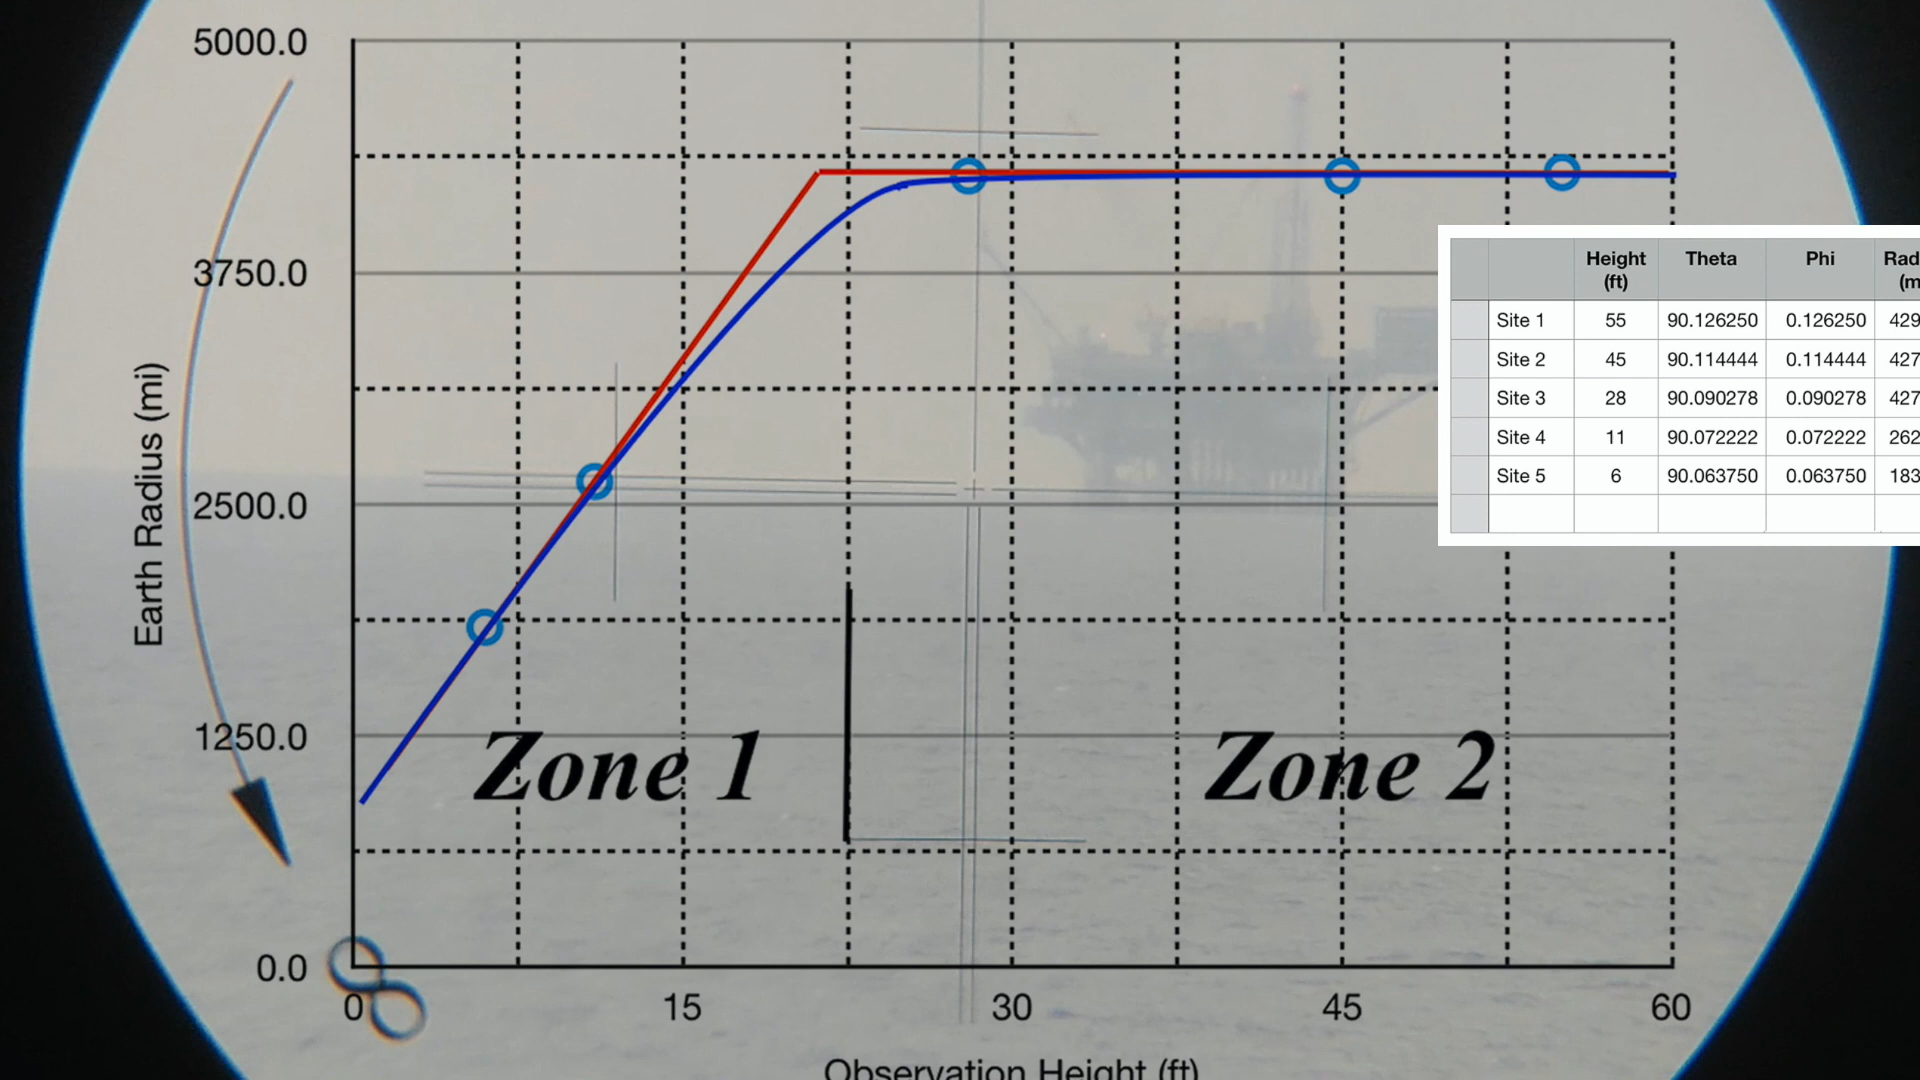 5000.0
3750.0
2500.0
1250.0
0.0
Earth Radius (mi)
0 15 30 45 60
Observation Height (ft)
Zone 1 Zone 2
∞
Height (ft) Theta Phi Rad (m
Site 1 55 90.126250 0.126250 429
Site 2 45 90.114444 0.114444 427
Site 3 28 90.090278 0.090278 427
Site 4 11 90.072222 0.072222 262
Site 5 6 90.063750 0.063750 183